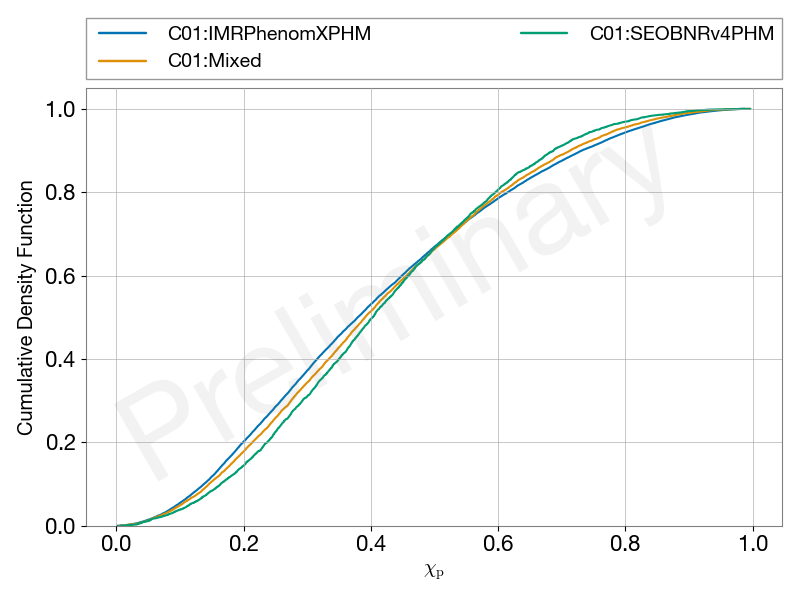 C01:IMRPhenomXPHM
C01:Mixed
C01:SEOBNRv4PHM
Cumulative Density Function
1.0
0.8
0.6
0.4
0.2
0.0
Preliminary
0.0 0.2 0.4 0.6 0.8 1.0
χp